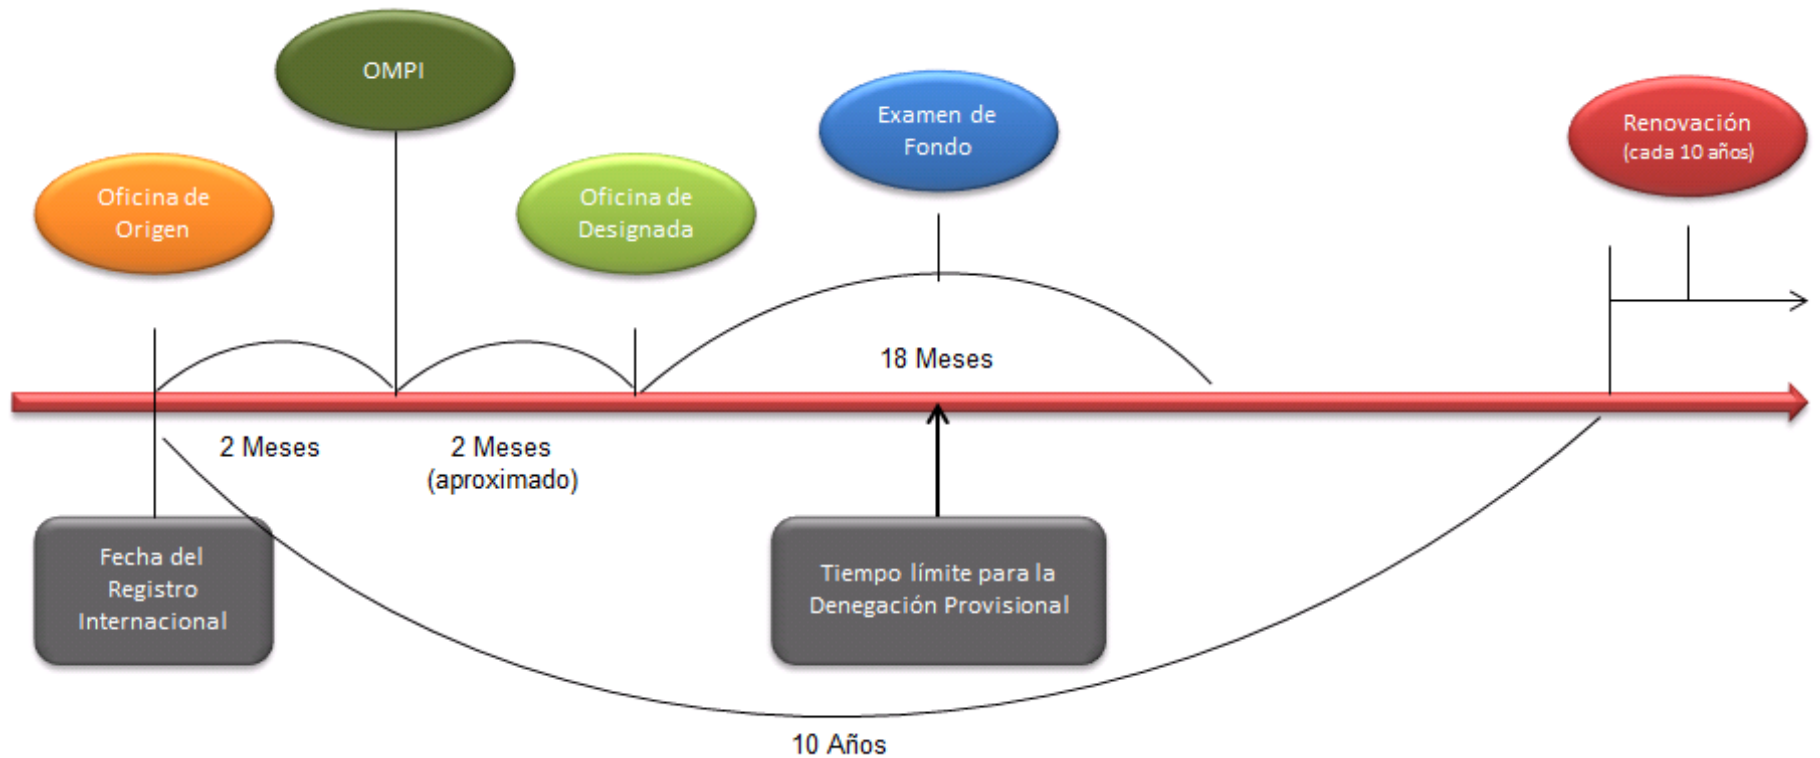 OMPI
Examen de
Fondo
Renovación
(cada 10 años)
Oficina de
Origen
Oficina de
Designada
18 Meses
2 Meses
2 Meses
(aproximado)
Fecha del
Registro
Internacional
Tiempo límite para la
Denegación Provisional
10 Años